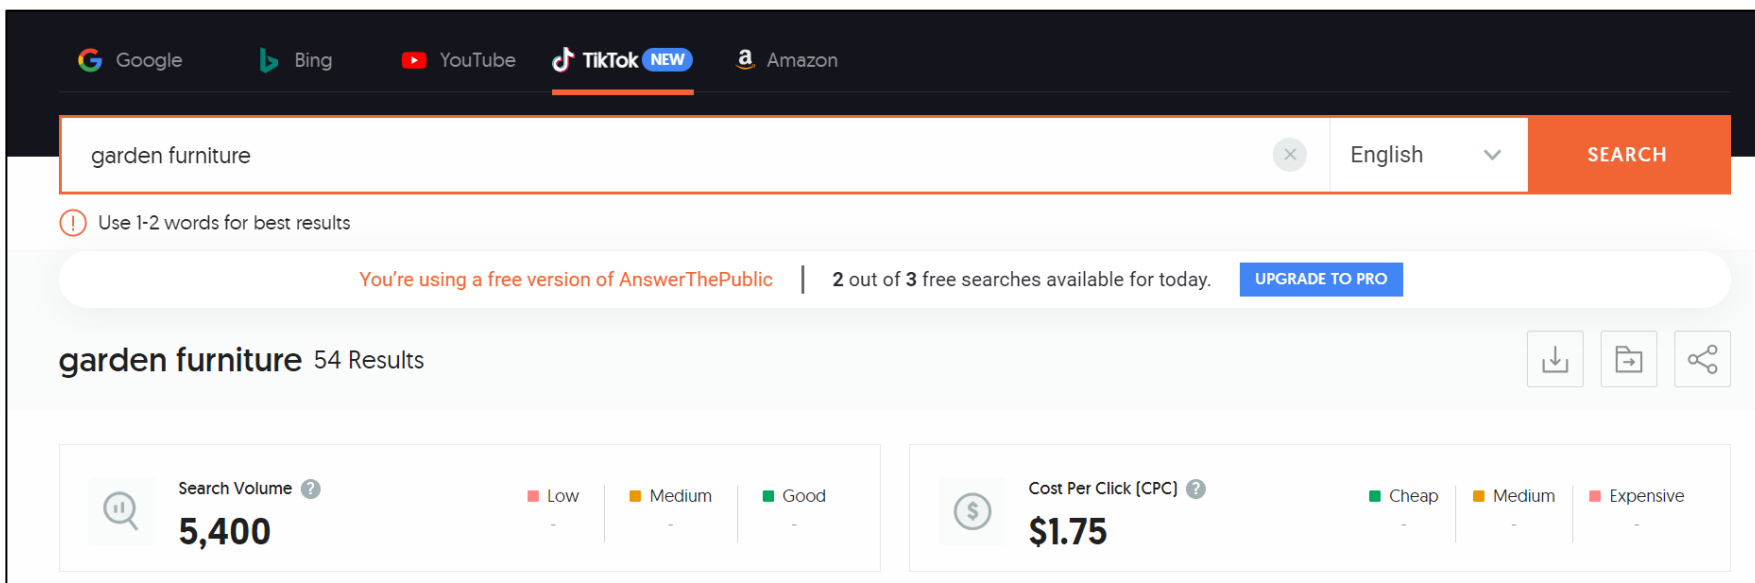 Google Bing YouTube TikTok NEW Amazon
garden furniture English SEARCH
Use 1-2 words for best results
You're using a free version of AnswerThePublic 2 out of 3 free searches available for today. UPGRADE TO PRO
garden furniture 54 Results
Search Volume ? Low Medium Good
5,400 - - -
Cost Per Click (CPC) ? Cheap Medium Expensive
$1.75 - - -